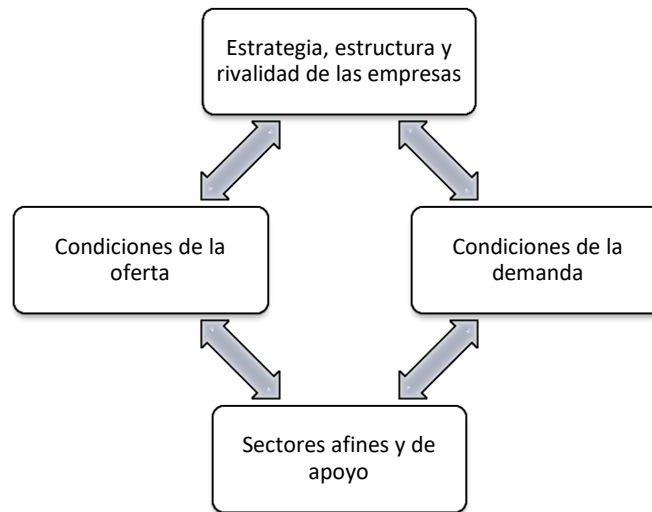 Estrategia, estructura y
rivalidad de las empresas
Condiciones de la
oferta
Condiciones de la
demanda
Sectores afines y de
apoyo